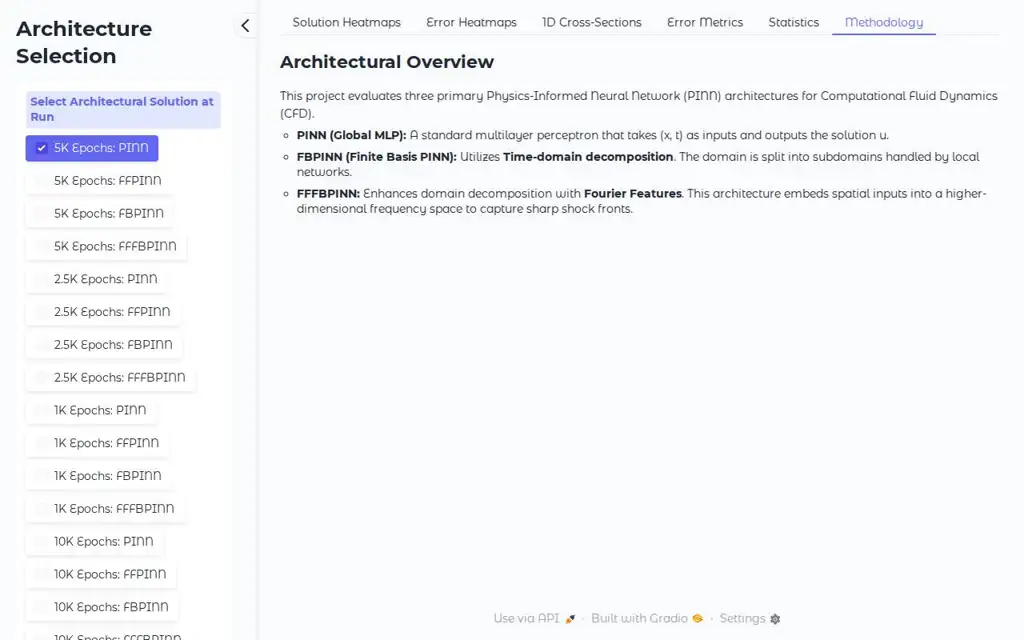 Architecture
Selection
Select Architectural Solution at
Run
5K Epochs: PINN
5K Epochs: FFPINN
5K Epochs: FBPINN
5K Epochs: FFFBPINN
2.5K Epochs: PINN
2.5K Epochs: FFPINN
2.5K Epochs: FBPINN
2.5K Epochs: FFFBPINN
1K Epochs: PINN
1K Epochs: FFPINN
1K Epochs: FBPINN
1K Epochs: FFFBPINN
10K Epochs: PINN
10K Epochs: FFPINN
10K Epochs: FBPINN
10K Epochs: FFFBPINN
Solution Heatmaps
Error Heatmaps
1D Cross-Sections
Error Metrics
Statistics
Methodology
Architectural Overview
This project evaluates three primary Physics-Informed Neural Network (PINN) architectures for Computational Fluid Dynamics
(CFD).
PINN (Global MLP): A standard multilayer perceptron that takes (x, t) as inputs and outputs the solution u.
FBPINN (Finite Basis PINN): Utilizes Time-domain decomposition. The domain is split into subdomains handled by local
networks.
FFFBPINN: Enhances domain decomposition with Fourier Features. This architecture embeds spatial inputs into a higher-
dimensional frequency space to capture sharp shock fronts.
Use via API · Built with Gradio · Settings